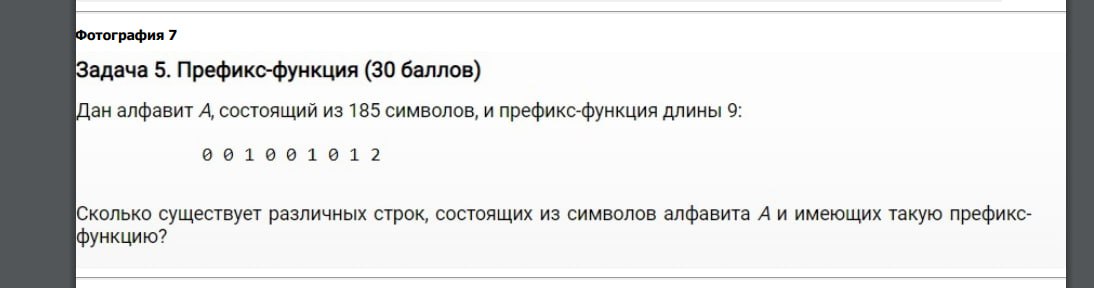 Фотография 7
Задача 5. Префикс-функция (30 баллов)
Дан алфавит A, состоящий из 185 символов, и префикс-функция длины 9:
0 0 1 0 0 1 0 1 2
Сколько существует различных строк, состоящих из символов алфавита A и имеющих такую префикс-
функцию?